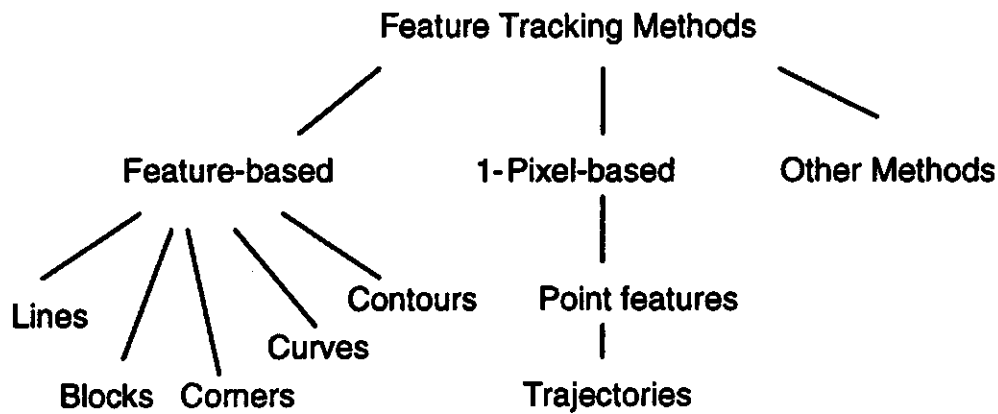 Feature Tracking Methods
Feature-based
1-Pixel-based
Other Methods
Lines
Blocks
Corners
Curves
Contours
Point features
Trajectories